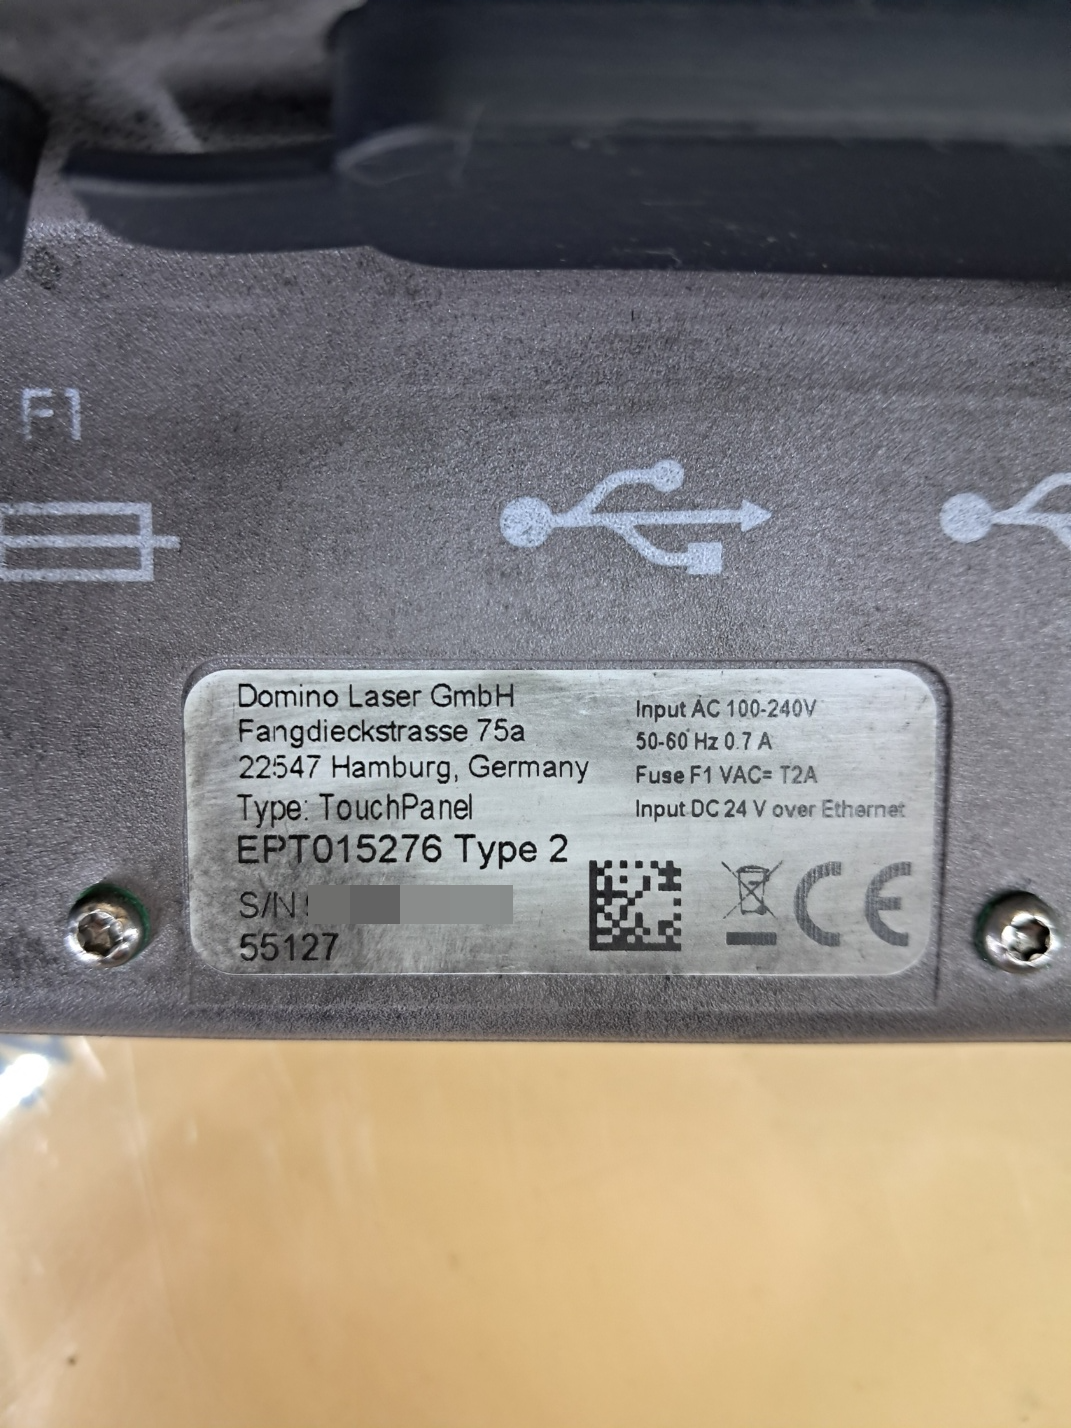 F1
Domino Laser GmbH
Fangdieckstrasse 75a
22547 Hamburg, Germany
Type: TouchPanel
EPT015276 Type 2
S/N
55127
Input AC 100-240V
50-60 Hz 0.7 A
Fuse F1 VAC= T2A
Input DC 24 V over Ethernet
CE